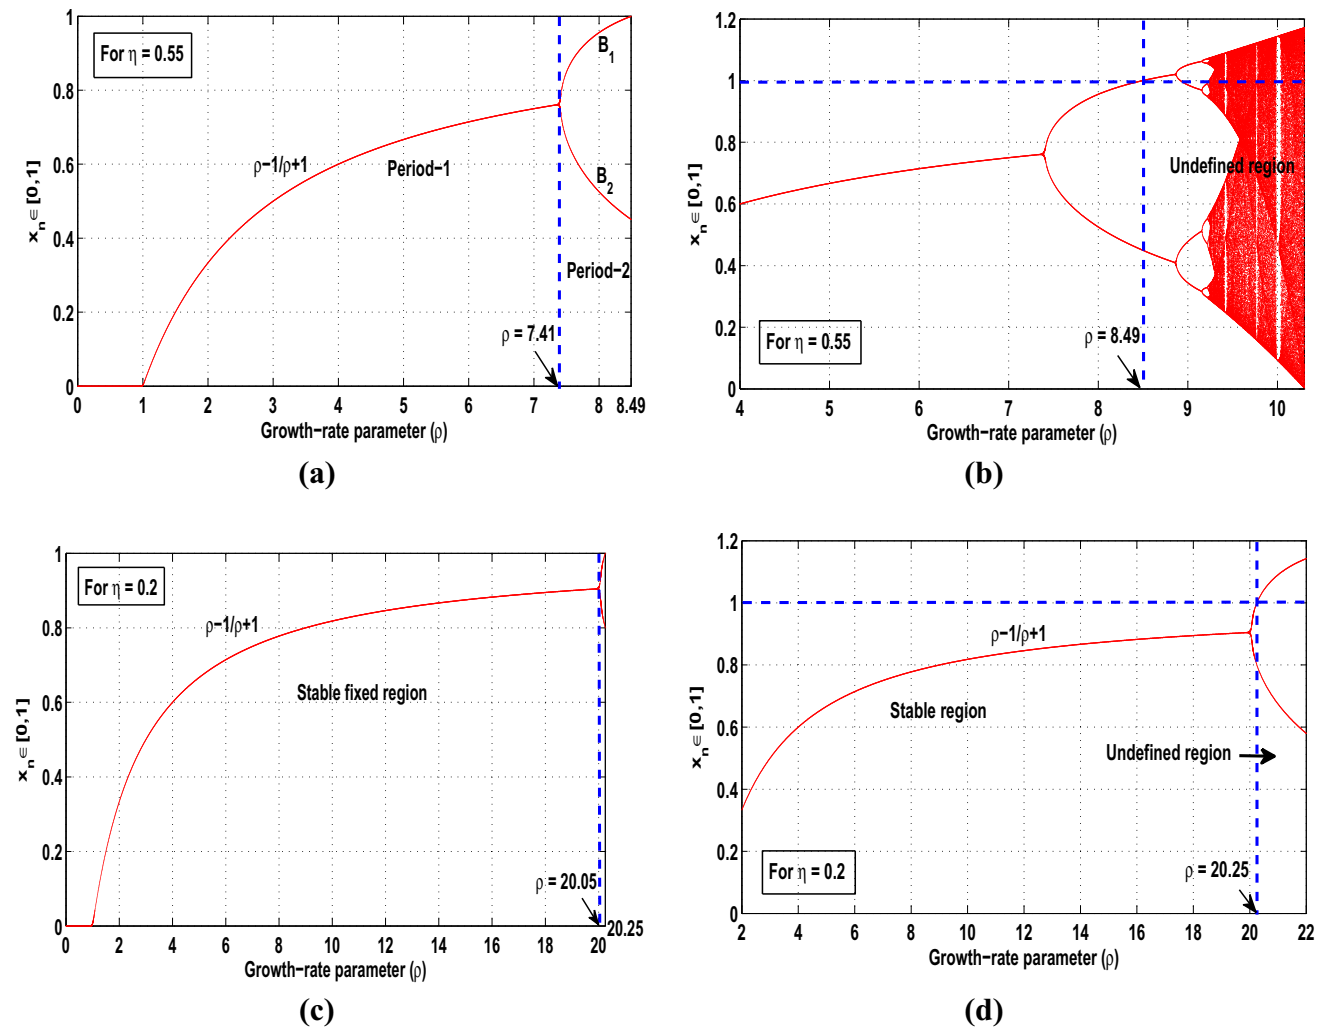 For η = 0.55
B1
ρ−1/ρ+1
Period−1
B2
Period−2
ρ = 7.41
xn ∈ [0,1]
0 0.2 0.4 0.6 0.8 1
0 1 2 3 4 5 6 7 8 8.49
Growth−rate parameter (ρ)
(a)
Undefined region
For η = 0.55
ρ = 8.49
xn ∈ [0,1]
0 0.2 0.4 0.6 0.8 1 1.2
4 5 6 7 8 9 10
Growth−rate parameter (ρ)
(b)
For η = 0.2
ρ−1/ρ+1
Stable fixed region
ρ = 20.05
xn ∈ [0,1]
0 0.2 0.4 0.6 0.8 1
0 2 4 6 8 10 12 14 16 18 20 20.25
Growth−rate parameter (ρ)
(c)
ρ−1/ρ+1
Stable region
Undefined region
For η = 0.2
ρ = 20.25
xn ∈ [0,1]
0 0.2 0.4 0.6 0.8 1 1.2
2 4 6 8 10 12 14 16 18 20 22
Growth−rate parameter (ρ)
(d)